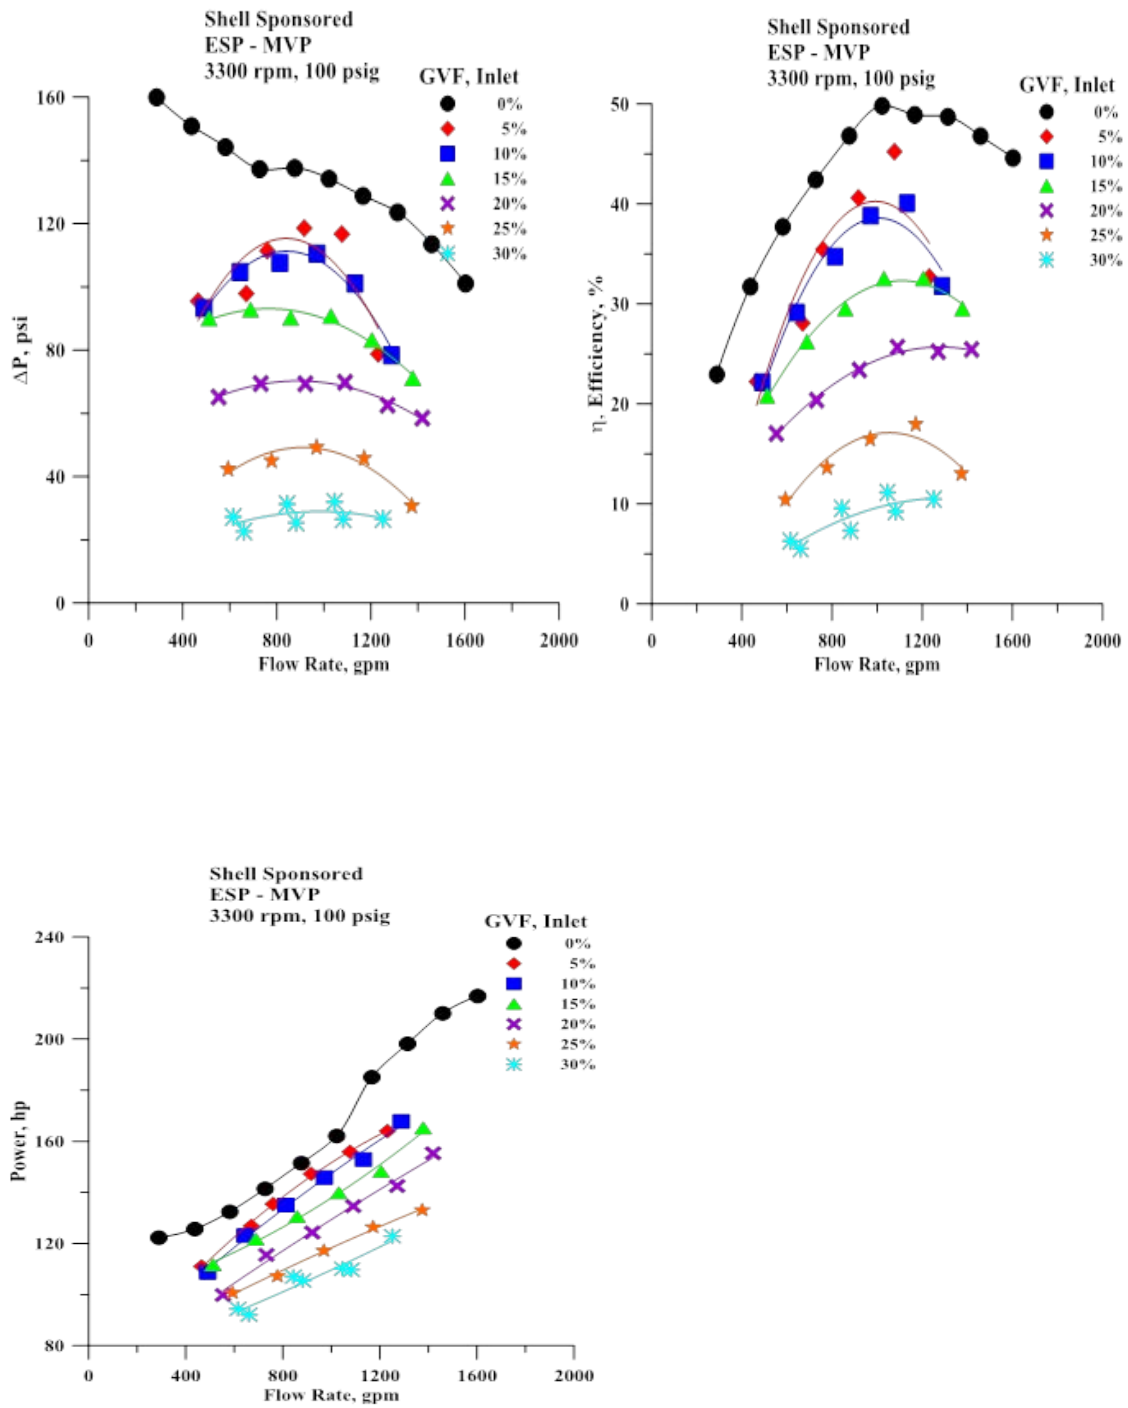 Shell Sponsored
ESP - MVP
3300 rpm, 100 psig
GVF, Inlet
0%
5%
10%
15%
20%
25%
30%
160
120
80
40
0
ΔP, psi
0 400 800 1200 1600 2000
Flow Rate, gpm
Shell Sponsored
ESP - MVP
3300 rpm, 100 psig
GVF, Inlet
0%
5%
10%
15%
20%
25%
30%
50
40
30
20
10
0
η, Efficiency, %
0 400 800 1200 1600 2000
Flow Rate, gpm
Shell Sponsored
ESP - MVP
3300 rpm, 100 psig
GVF, Inlet
0%
5%
10%
15%
20%
25%
30%
240
200
160
120
80
Power, hp
0 400 800 1200 1600 2000
Flow Rate, gpm